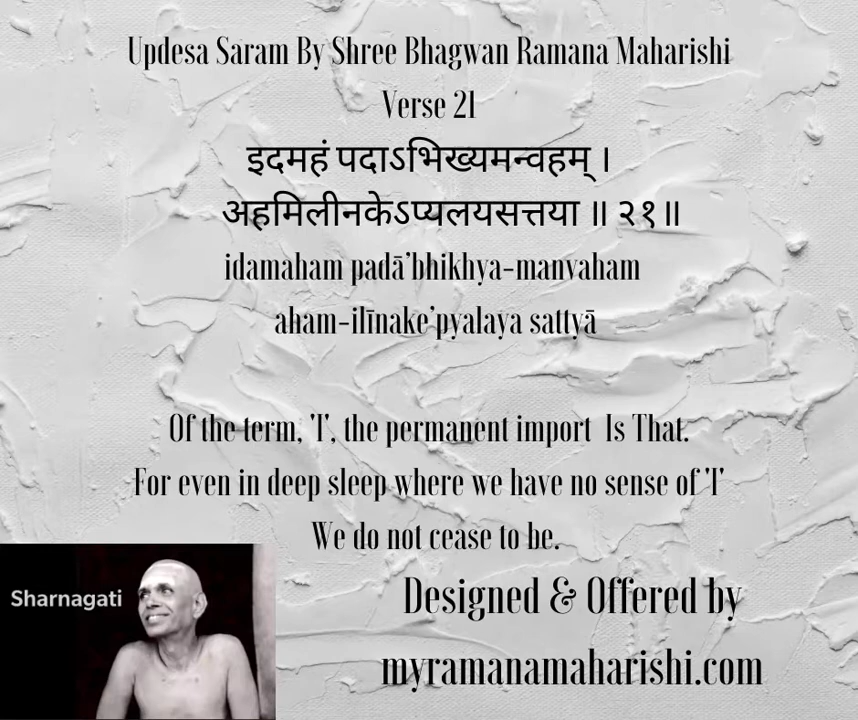 Updesa Saram By Shree Bhagwan Ramana Maharishi
Verse 21
इदमहं पदाऽभिख्यमन्वहम् ।
अहमिलीनकेऽप्यलयसत्तया ॥ २१॥
idamaham padā'bhikhya-manvaham
aham-ilīnake'pyalaya sattyā
Of the term, 'I', the permanent import Is That.
For even in deep sleep where we have no sense of 'I'
We do not cease to be.
Sharnagati
Designed & Offered by
myramanamaharishi.com